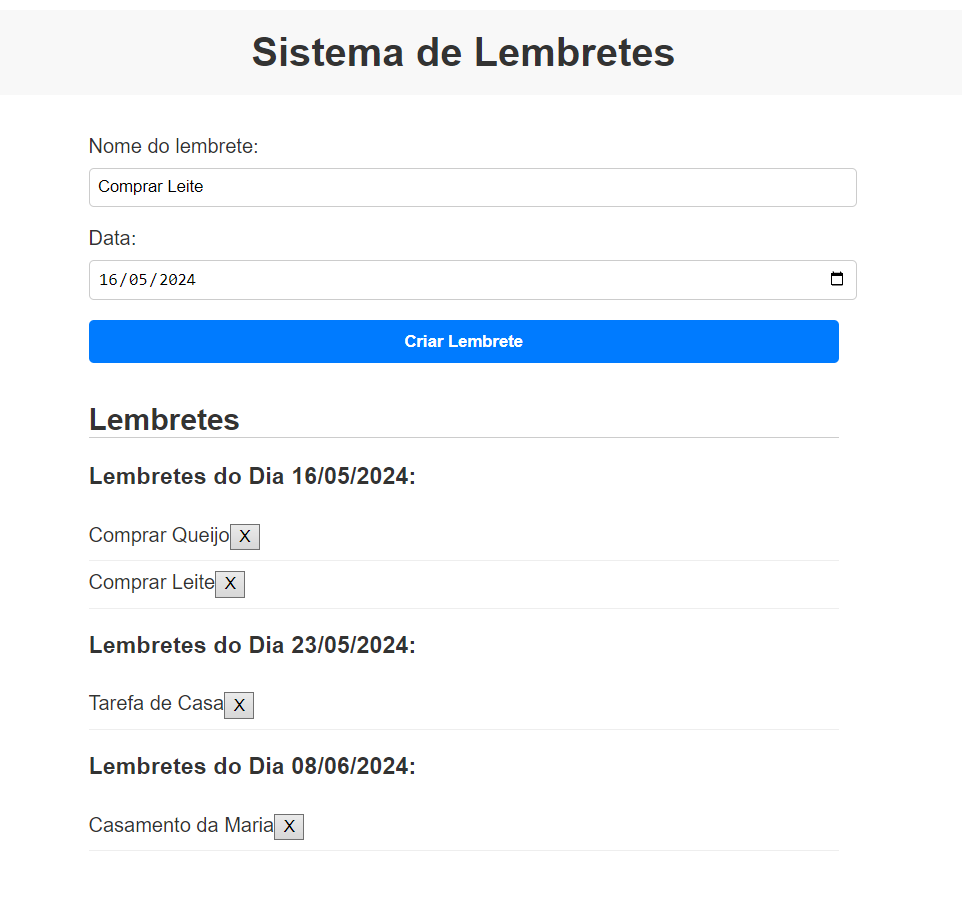 Sistema de Lembretes
Nome do lembrete:
Comprar Leite
Data:
16/05/2024
Criar Lembrete
Lembretes
Lembretes do Dia 16/05/2024:
Comprar Queijo X
Comprar Leite X
Lembretes do Dia 23/05/2024:
Tarefa de Casa X
Lembretes do Dia 08/06/2024:
Casamento da Maria X